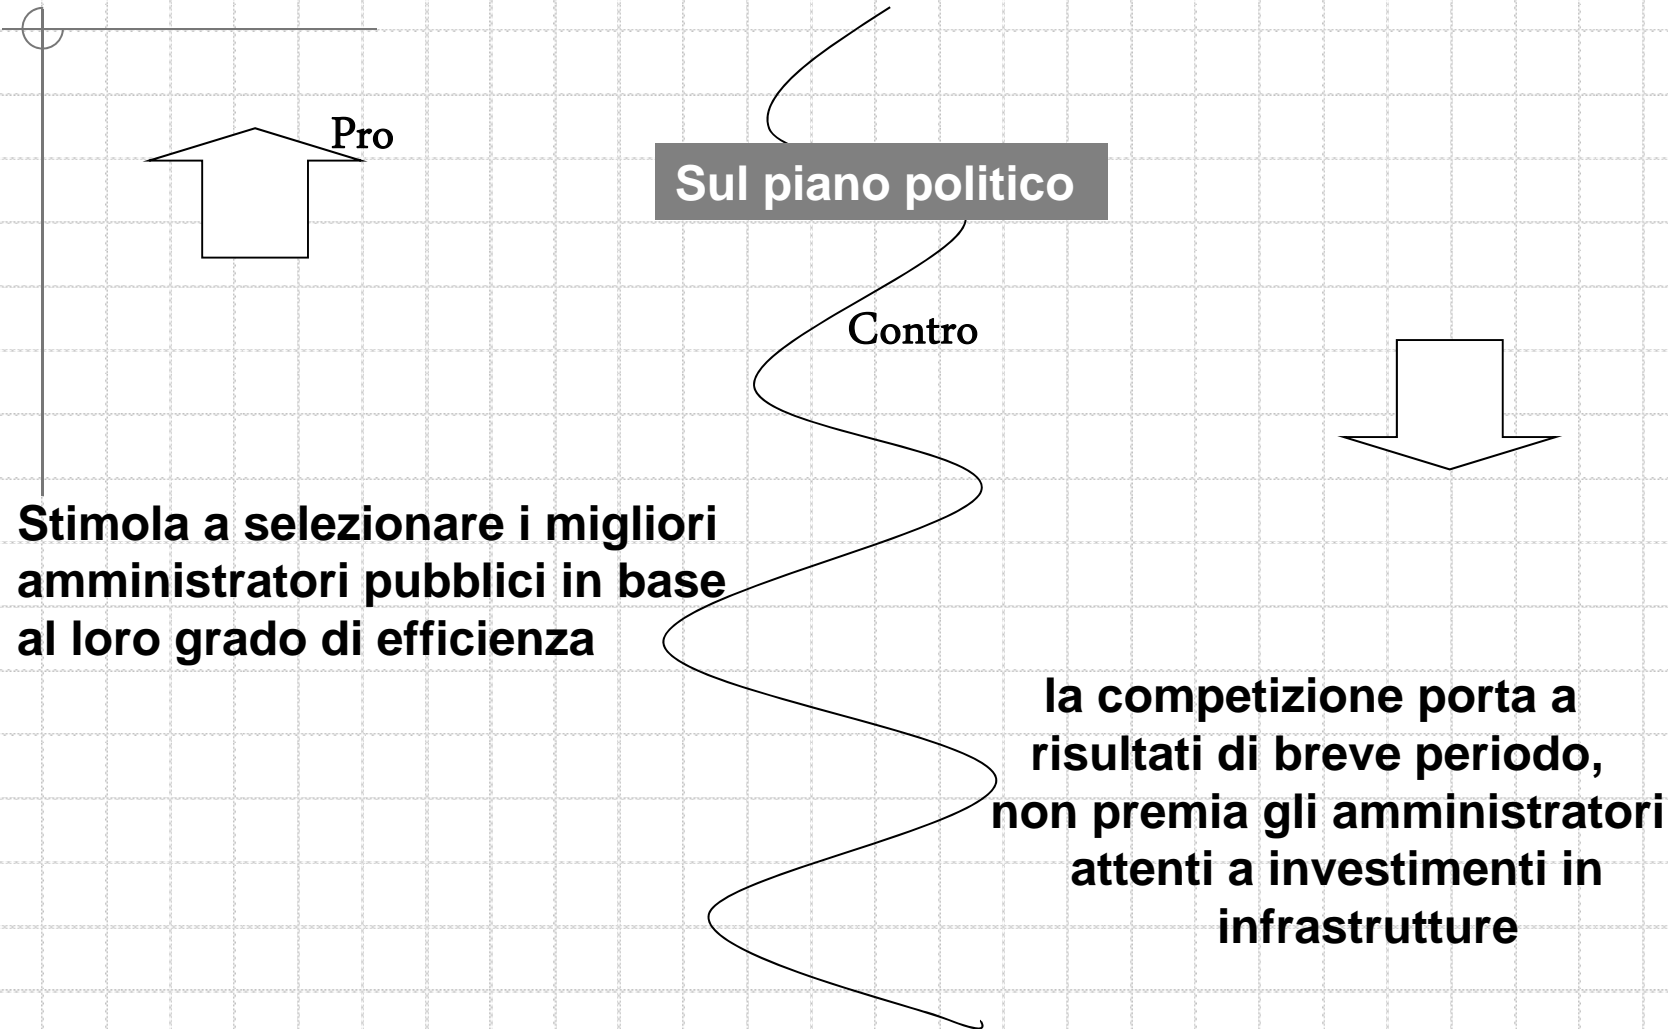 Pro
Sul piano politico
Contro
Stimola a selezionare i migliori
amministratori pubblici in base
al loro grado di efficienza
la competizione porta a
risultati di breve periodo,
non premia gli amministratori
attenti a investimenti in
infrastrutture